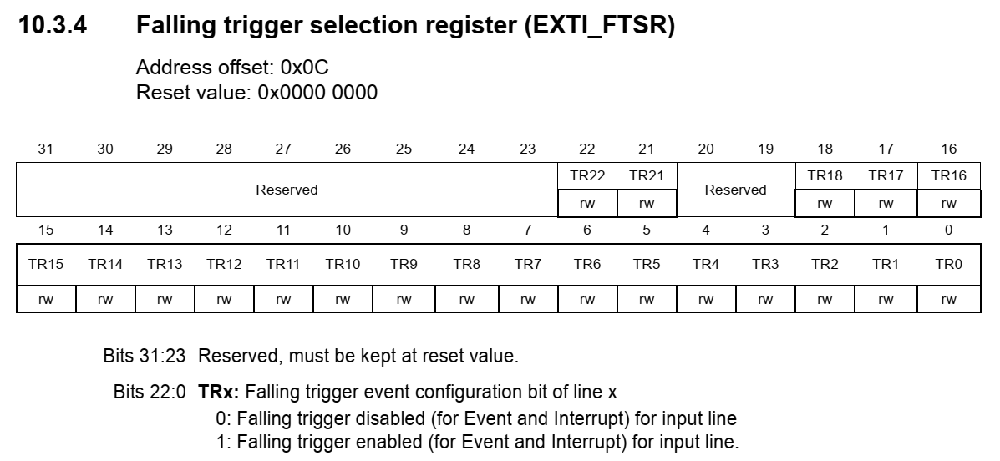 10.3.4 Falling trigger selection register (EXTI_FTSR)
Address offset: 0x0C
Reset value: 0x0000 0000
31 30 29 28 27 26 25 24 23 22 21 20 19 18 17 16
Reserved TR22 TR21 Reserved TR18 TR17 TR16
rw rw rw rw rw
15 14 13 12 11 10 9 8 7 6 5 4 3 2 1 0
TR15 TR14 TR13 TR12 TR11 TR10 TR9 TR8 TR7 TR6 TR5 TR4 TR3 TR2 TR1 TR0
rw rw rw rw rw rw rw rw rw rw rw rw rw rw rw rw
Bits 31:23 Reserved, must be kept at reset value.
Bits 22:0 TRx: Falling trigger event configuration bit of line x
0: Falling trigger disabled (for Event and Interrupt) for input line
1: Falling trigger enabled (for Event and Interrupt) for input line.